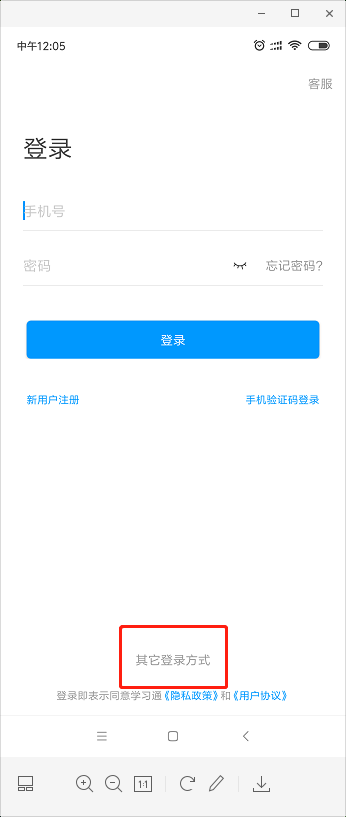 中午12:05
客服
登录
手机号
密码 忘记密码?
登录
新用户注册 手机验证码登录
其它登录方式
登录即表示同意学习通《隐私政策》和《用户协议》
1:1